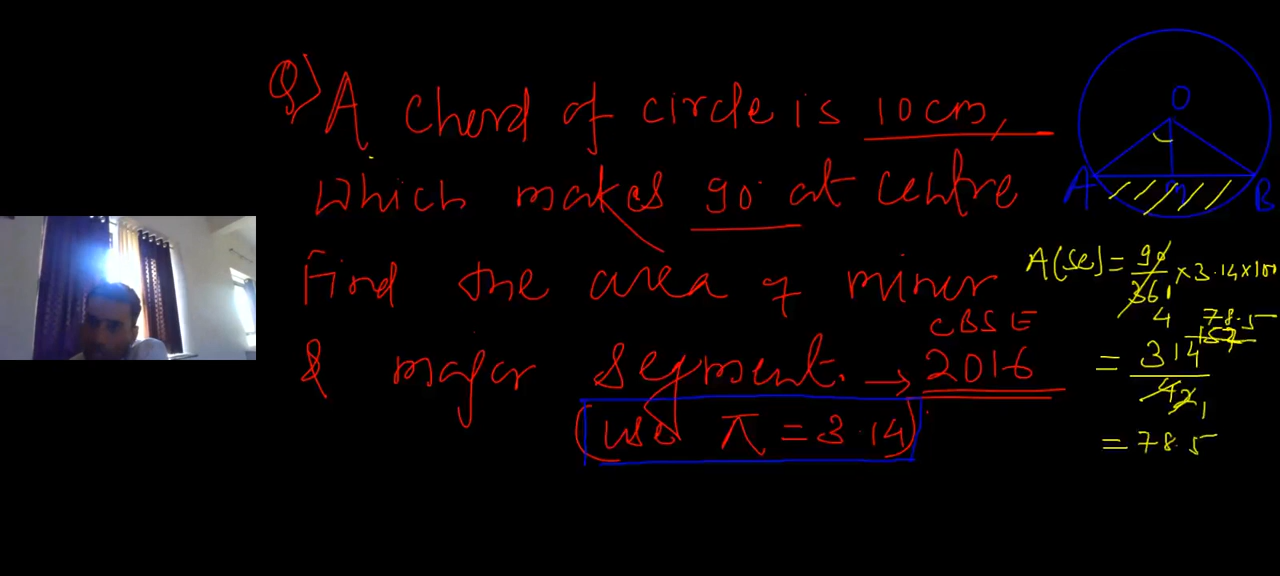 Q) A chord of circle is 10cm,
which makes 90° at centre
Find the area of minor
& major segment. → CBSE 2016
(use π = 3.14)
O
A M B
A(se) = 90/360 × 3.14 × 100
4
78.5
157
= 314/4
= 78.5